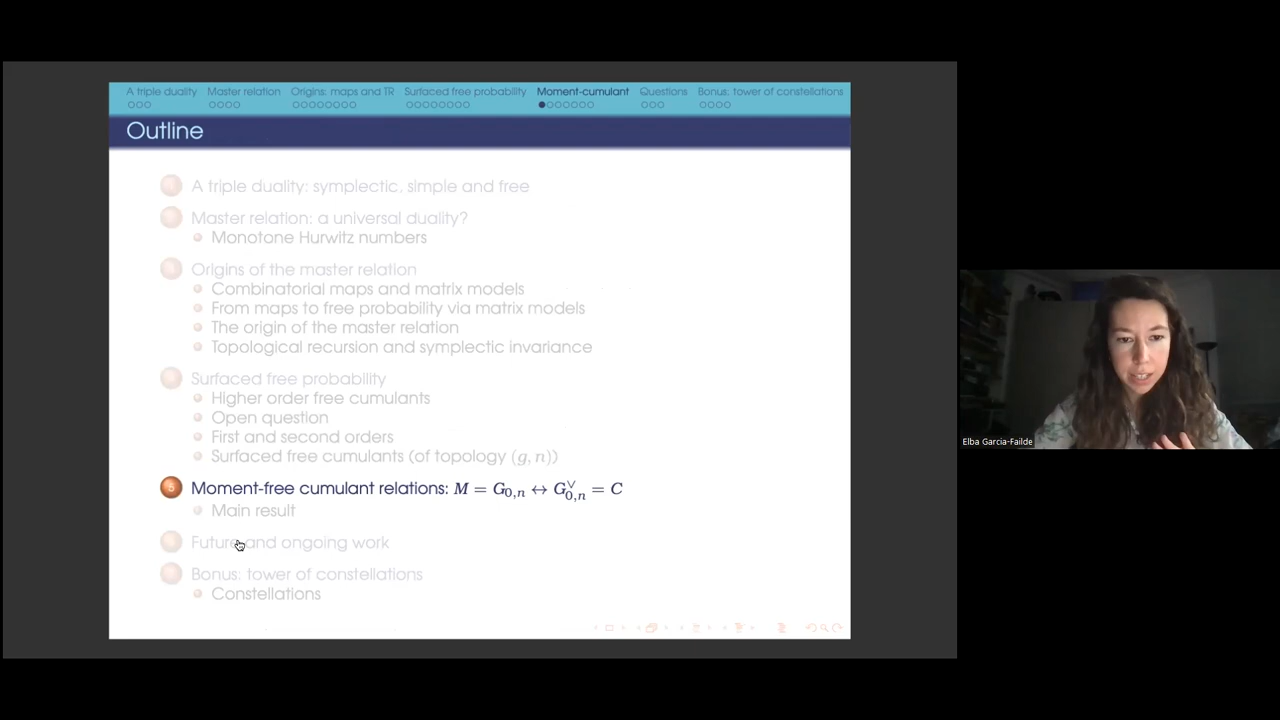 A triple duality Master relation Origins: maps and TR Surfaced free probability Moment-cumulant Questions Bonus: tower of constellations
Outline
A triple duality: symplectic, simple and free
Master relation: a universal duality?
Monotone Hurwitz numbers
Origins of the master relation
Combinatorial maps and matrix models
From maps to free probability via matrix models
The origin of the master relation
Topological recursion and symplectic invariance
Surfaced free probability
Higher order free cumulants
Open question
First and second orders
Surfaced free cumulants (of topology (g, n))
Moment-free cumulant relations: M = G₀,ₙ ↔ G∨₀,ₙ = C
Main result
Future and ongoing work
Bonus: tower of constellations
Constellations
Elba Garcia-Failde